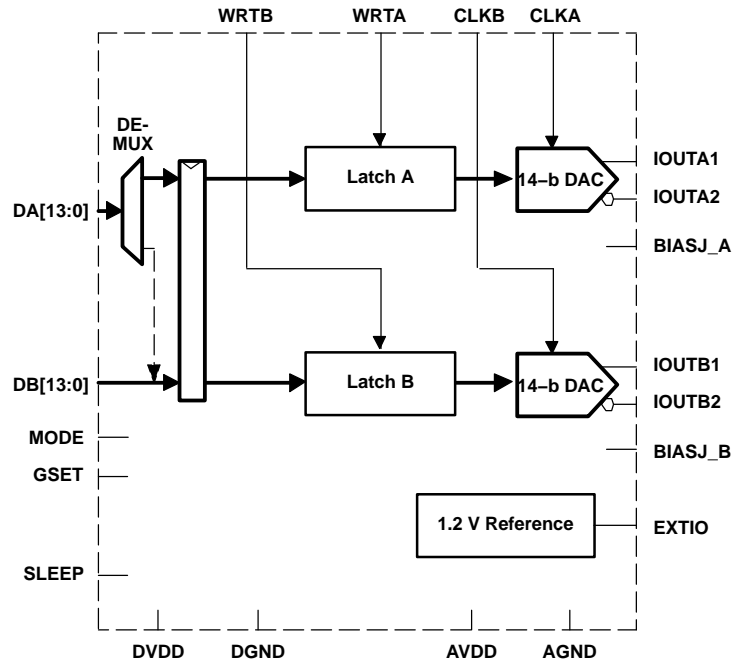 WRTB WRTA CLKB CLKA
DE-
MUX
DA[13:0]
Latch A
14–b DAC
IOUTA1
IOUTA2
BIASJ_A
DB[13:0]
Latch B
14–b DAC
IOUTB1
IOUTB2
BIASJ_B
MODE
GSET
SLEEP
1.2 V Reference
EXTIO
DVDD DGND AVDD AGND